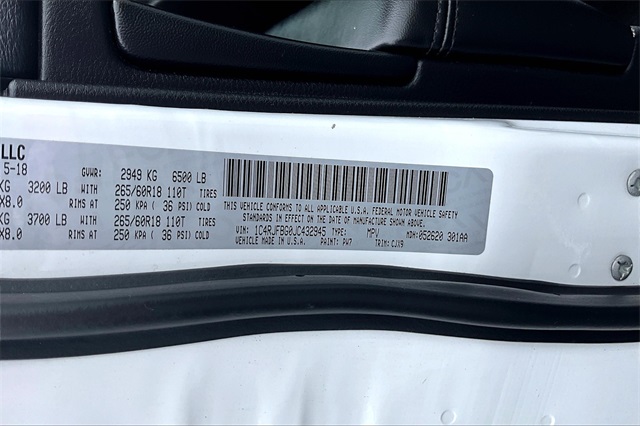 LLC
5-18 GVWR: 2949 KG 6500 LB
KG 3200 LB WITH 265/60R18 110T TIRES
X8.0 RIMS AT 250 KPA ( 36 PSI) COLD
KG 3700 LB WITH 265/60R18 110T TIRES
X8.0 RIMS AT 250 KPA ( 36 PSI) COLD
THIS VEHICLE CONFORMS TO ALL APPLICABLE U.S.A. FEDERAL MOTOR VEHICLE SAFETY
STANDARDS IN EFFECT ON THE DATE OF MANUFACTURE SHOWN ABOVE.
VIN: 1C4RJFBG0JC432945 TYPE: MPV MDH:052620 301AA
VEHICLE MADE IN U.S.A. PAINT: PW7 TRIM: CJX9